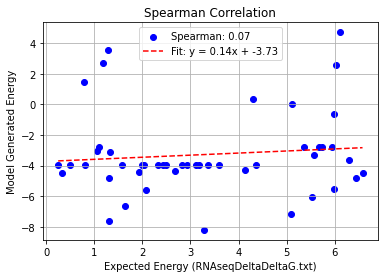 Spearman Correlation
Spearman: 0.07
Fit: y = 0.14x + -3.73
Model Generated Energy
4
2
0
−2
−4
−6
−8
0
1
2
3
4
5
6
Expected Energy (RNAseqDeltaDeltaG.txt)